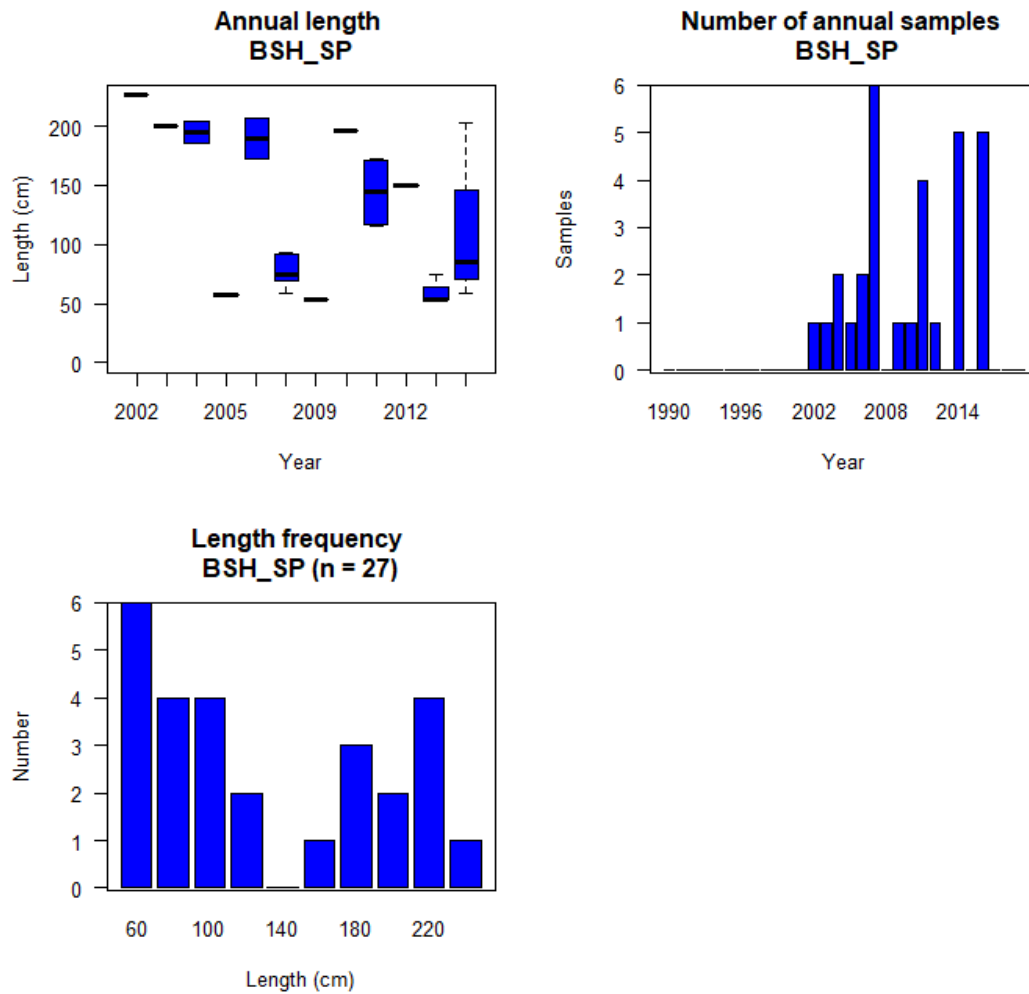 Annual length
BSH_SP
Length (cm)
200
150
100
50
0
2002
2005
2009
2012
Year
Number of annual samples
BSH_SP
Samples
6
5
4
3
2
1
0
1990
1996
2002
2008
2014
Year
Length frequency
BSH_SP (n = 27)
Number
6
5
4
3
2
1
0
60
100
140
180
220
Length (cm)